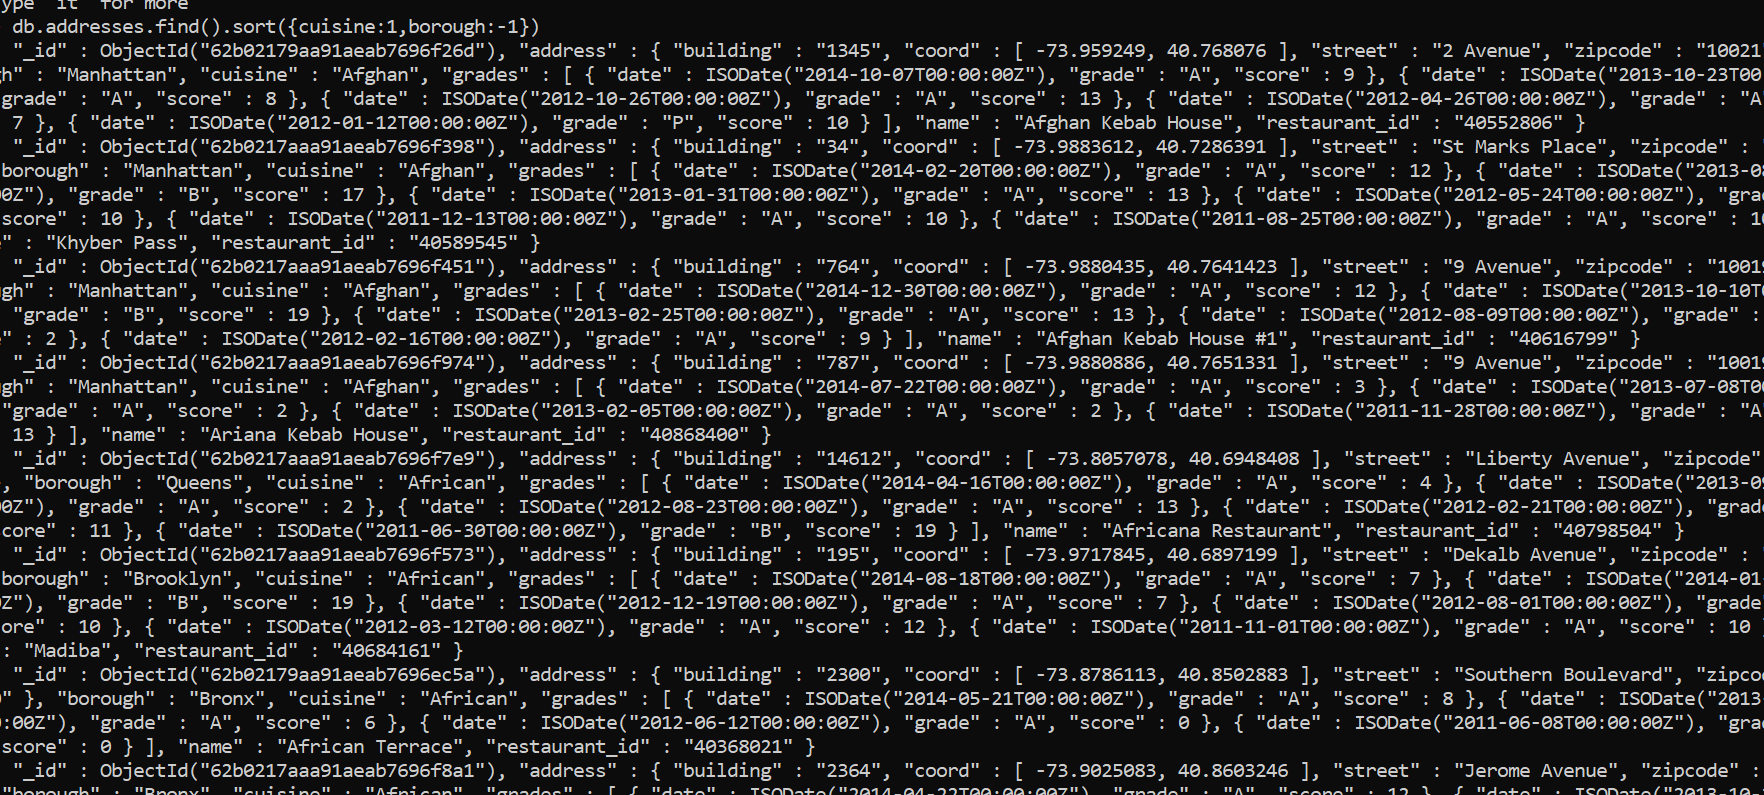 ype "it" for more
db.addresses.find().sort({cuisine:1,borough:-1})
"_id" : ObjectId("62b02179aa91aeab7696f26d"), "address" : { "building" : "1345", "coord" : [ -73.959249, 40.768076 ], "street" : "2 Avenue", "zipcode" : "10021
gh" : "Manhattan", "cuisine" : "Afghan", "grades" : [ { "date" : ISODate("2014-10-07T00:00:00Z"), "grade" : "A", "score" : 9 }, { "date" : ISODate("2013-10-23T00
grade" : "A", "score" : 8 }, { "date" : ISODate("2012-10-26T00:00:00Z"), "grade" : "A", "score" : 13 }, { "date" : ISODate("2012-04-26T00:00:00Z"), "grade" : "A
7 }, { "date" : ISODate("2012-01-12T00:00:00Z"), "grade" : "P", "score" : 10 } ], "name" : "Afghan Kebab House", "restaurant_id" : "40552806" }
"_id" : ObjectId("62b0217aaa91aeab7696f398"), "address" : { "building" : "34", "coord" : [ -73.9883612, 40.7286391 ], "street" : "St Marks Place", "zipcode" : "
borough" : "Manhattan", "cuisine" : "Afghan", "grades" : [ { "date" : ISODate("2014-02-20T00:00:00Z"), "grade" : "A", "score" : 12 }, { "date" : ISODate("2013-0
0Z"), "grade" : "B", "score" : 17 }, { "date" : ISODate("2013-01-31T00:00:00Z"), "grade" : "A", "score" : 13 }, { "date" : ISODate("2012-05-24T00:00:00Z"), "gra
score" : 10 }, { "date" : ISODate("2011-12-13T00:00:00Z"), "grade" : "A", "score" : 10 }, { "date" : ISODate("2011-08-25T00:00:00Z"), "grade" : "A", "score" : 1
e" : "Khyber Pass", "restaurant_id" : "40589545" }
"_id" : ObjectId("62b0217aaa91aeab7696f451"), "address" : { "building" : "764", "coord" : [ -73.9880435, 40.7641423 ], "street" : "9 Avenue", "zipcode" : "10019
gh" : "Manhattan", "cuisine" : "Afghan", "grades" : [ { "date" : ISODate("2014-12-30T00:00:00Z"), "grade" : "A", "score" : 12 }, { "date" : ISODate("2013-10-10T0
"grade" : "B", "score" : 19 }, { "date" : ISODate("2013-02-25T00:00:00Z"), "grade" : "A", "score" : 13 }, { "date" : ISODate("2012-08-09T00:00:00Z"), "grade" :
" : 2 }, { "date" : ISODate("2012-02-16T00:00:00Z"), "grade" : "A", "score" : 9 } ], "name" : "Afghan Kebab House #1", "restaurant_id" : "40616799" }
"_id" : ObjectId("62b0217aaa91aeab7696f974"), "address" : { "building" : "787", "coord" : [ -73.9880886, 40.7651331 ], "street" : "9 Avenue", "zipcode" : "10019
gh" : "Manhattan", "cuisine" : "Afghan", "grades" : [ { "date" : ISODate("2014-07-22T00:00:00Z"), "grade" : "A", "score" : 3 }, { "date" : ISODate("2013-07-08T00
"grade" : "A", "score" : 2 }, { "date" : ISODate("2013-02-05T00:00:00Z"), "grade" : "A", "score" : 2 }, { "date" : ISODate("2011-11-28T00:00:00Z"), "grade" : "A"
13 } ], "name" : "Ariana Kebab House", "restaurant_id" : "40868400" }
"_id" : ObjectId("62b0217aaa91aeab7696f7e9"), "address" : { "building" : "14612", "coord" : [ -73.8057078, 40.6948408 ], "street" : "Liberty Avenue", "zipcode"
, "borough" : "Queens", "cuisine" : "African", "grades" : [ { "date" : ISODate("2014-04-16T00:00:00Z"), "grade" : "A", "score" : 4 }, { "date" : ISODate("2013-0
0Z"), "grade" : "A", "score" : 2 }, { "date" : ISODate("2012-08-23T00:00:00Z"), "grade" : "A", "score" : 13 }, { "date" : ISODate("2012-02-21T00:00:00Z"), "grad
score" : 11 }, { "date" : ISODate("2011-06-30T00:00:00Z"), "grade" : "B", "score" : 19 } ], "name" : "Africana Restaurant", "restaurant_id" : "40798504" }
"_id" : ObjectId("62b0217aaa91aeab7696f573"), "address" : { "building" : "195", "coord" : [ -73.9717845, 40.6897199 ], "street" : "Dekalb Avenue", "zipcode" :
borough" : "Brooklyn", "cuisine" : "African", "grades" : [ { "date" : ISODate("2014-08-18T00:00:00Z"), "grade" : "A", "score" : 7 }, { "date" : ISODate("2014-01-
0Z"), "grade" : "B", "score" : 19 }, { "date" : ISODate("2012-12-19T00:00:00Z"), "grade" : "A", "score" : 7 }, { "date" : ISODate("2012-08-01T00:00:00Z"), "grade
ore" : 10 }, { "date" : ISODate("2012-03-12T00:00:00Z"), "grade" : "A", "score" : 12 }, { "date" : ISODate("2011-11-01T00:00:00Z"), "grade" : "A", "score" : 10
: "Madiba", "restaurant_id" : "40684161" }
"_id" : ObjectId("62b02179aa91aeab7696ec5a"), "address" : { "building" : "2300", "coord" : [ -73.8786113, 40.8502883 ], "street" : "Southern Boulevard", "zipco
0" }, "borough" : "Bronx", "cuisine" : "African", "grades" : [ { "date" : ISODate("2014-05-21T00:00:00Z"), "grade" : "A", "score" : 8 }, { "date" : ISODate("2013-
0:00Z"), "grade" : "A", "score" : 6 }, { "date" : ISODate("2012-06-12T00:00:00Z"), "grade" : "A", "score" : 0 }, { "date" : ISODate("2011-06-08T00:00:00Z"), "gra
score" : 0 } ], "name" : "African Terrace", "restaurant_id" : "40368021" }
"_id" : ObjectId("62b0217aaa91aeab7696f8a1"), "address" : { "building" : "2364", "coord" : [ -73.9025083, 40.8603246 ], "street" : "Jerome Avenue", "zipcode" :
borough" : "Bronx", "cuisine" : "African", "grades" : [ { "date" : ISODate("2014-04-22T00:00:00Z"), "grade" : "A", "score" : 12 }, { "date" : ISODate("2013-10-